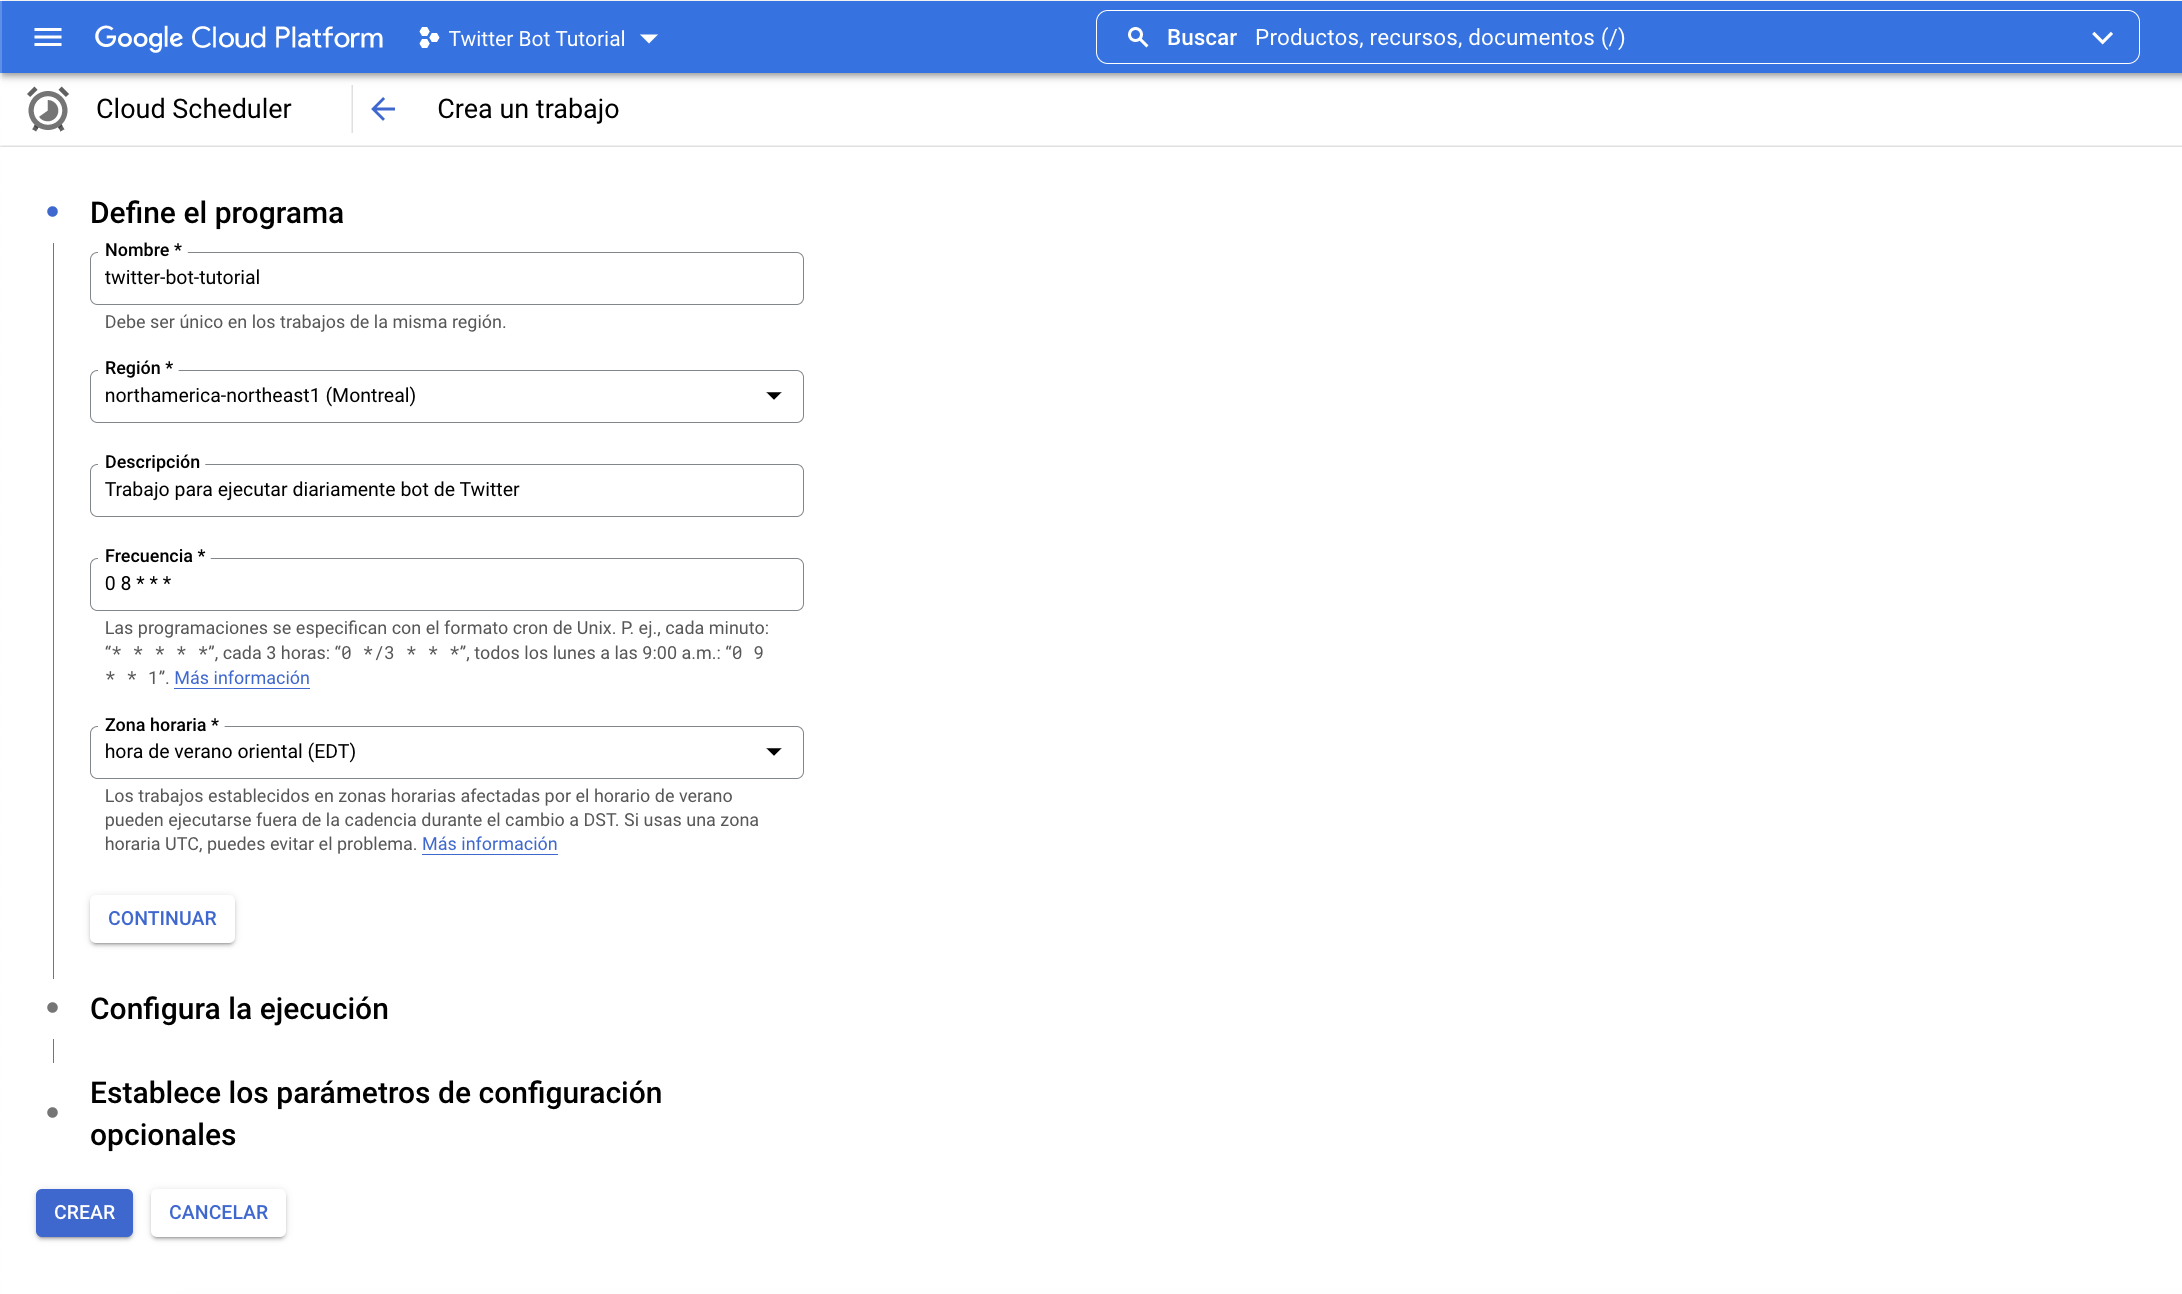 Google Cloud Platform
Twitter Bot Tutorial
Buscar Productos, recursos, documentos (/)
Cloud Scheduler
Crea un trabajo
Define el programa
Nombre *
twitter-bot-tutorial
Debe ser único en los trabajos de la misma región.
Región *
northamerica-northeast1 (Montreal)
Descripción
Trabajo para ejecutar diariamente bot de Twitter
Frecuencia *
0 8 * * *
Las programaciones se especifican con el formato cron de Unix. P. ej., cada minuto:
“* * * * *”, cada 3 horas: “0 */3 * * *”, todos los lunes a las 9:00 a.m.: “0 9
* * 1”. Más información
Zona horaria *
hora de verano oriental (EDT)
Los trabajos establecidos en zonas horarias afectadas por el horario de verano
pueden ejecutarse fuera de la cadencia durante el cambio a DST. Si usas una zona
horaria UTC, puedes evitar el problema. Más información
CONTINUAR
Configura la ejecución
Establece los parámetros de configuración
opcionales
CREAR
CANCELAR